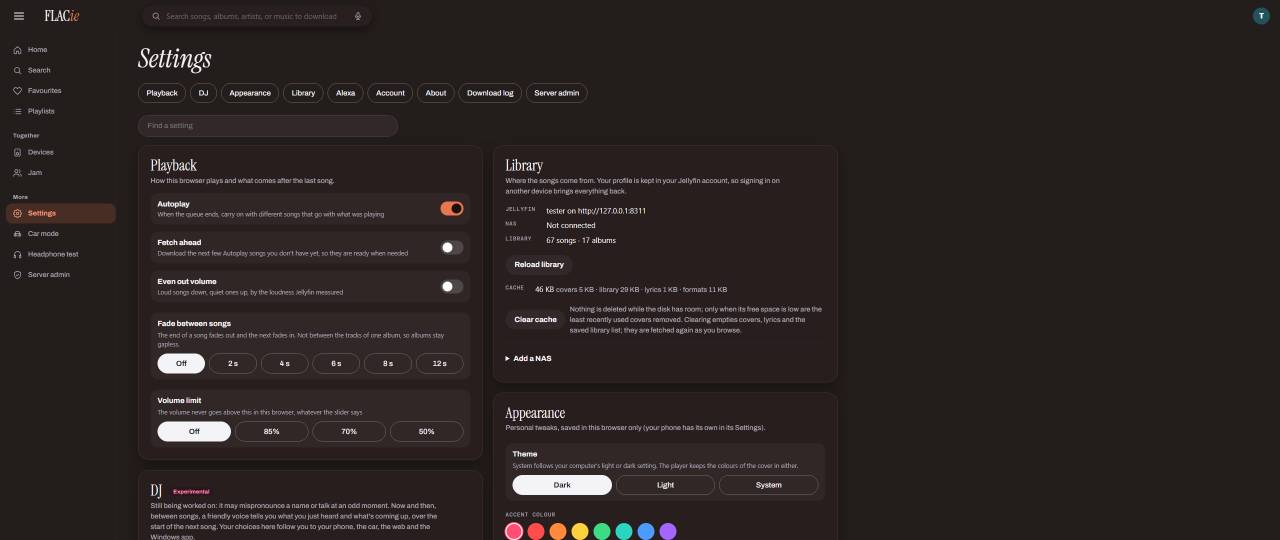 FLACie
Search songs, albums, artists, or music to download
T
Home
Search
Favourites
Playlists
Together
Devices
Jam
More
Settings
Car mode
Headphone test
Server admin
Settings
Playback
DJ
Appearance
Library
Alexa
Account
About
Download log
Server admin
Find a setting
Playback
How this browser plays and what comes after the last song.
Autoplay
When the queue ends, carry on with different songs that go with what was playing
Fetch ahead
Download the next few Autoplay songs you don't have yet, so they are ready when needed
Even out volume
Loud songs down, quiet ones up, by the loudness Jellyfin measured
Fade between songs
The end of a song fades out and the next fades in. Not between the tracks of one album, so albums stay
gapless.
Off
2 s
4 s
6 s
8 s
12 s
Volume limit
The volume never goes above this in this browser, whatever the slider says
Off
85%
70%
50%
DJ Experimental
Still being worked on: it may mispronounce a name or talk at an odd moment. Now and then,
between songs, a friendly voice tells you what you just heard and what's coming up, over the
start of the next song. Your choices here follow you to your phone, the car, the web and the
Windows app.
Library
Where the songs come from. Your profile is kept in your Jellyfin account, so signing in on
another device brings everything back.
JELLYFIN tester on http://127.0.0.1:8311
NAS Not connected
LIBRARY 67 songs · 17 albums
Reload library
CACHE 46 KB covers 5 KB · library 29 KB · lyrics 1 KB · formats 11 KB
Clear cache
Nothing is deleted while the disk has room; only when its free space is low are the
least recently used covers removed. Clearing empties covers, lyrics and the
saved library list; they are fetched again as you browse.
Add a NAS
Appearance
Personal tweaks, saved in this browser only (your phone has its own in its Settings).
Theme
System follows your computer's light or dark setting. The player keeps the colours of the cover in either.
Dark
Light
System
ACCENT COLOUR